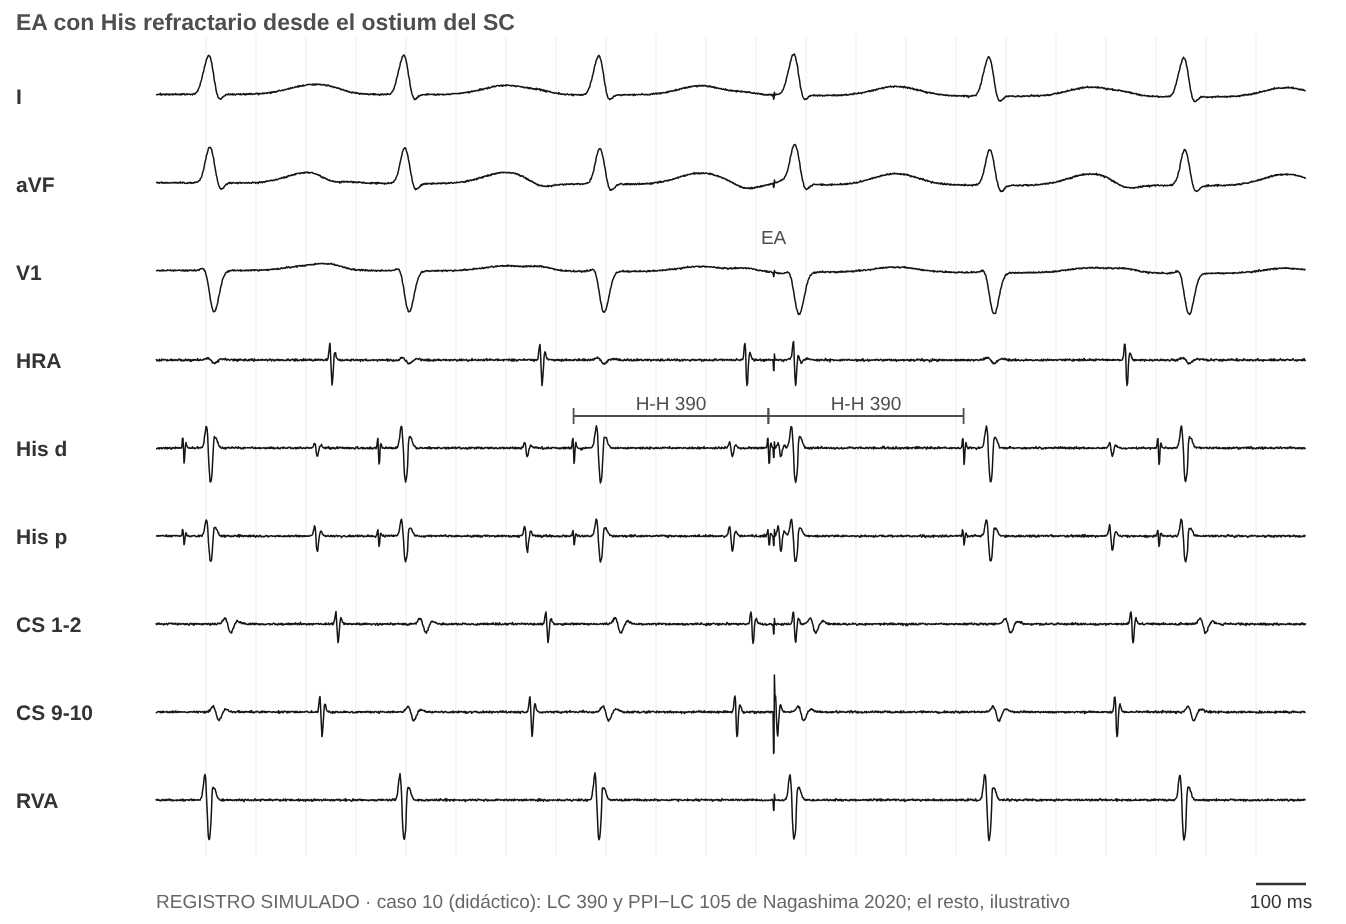 EA con His refractario desde el ostium del SC
I
aVF
EA
V1
HRA
H-H 390 H-H 390
His d
His p
CS 1-2
CS 9-10
RVA
REGISTRO SIMULADO · caso 10 (didáctico): LC 390 y PPI−LC 105 de Nagashima 2020; el resto, ilustrativo
100 ms